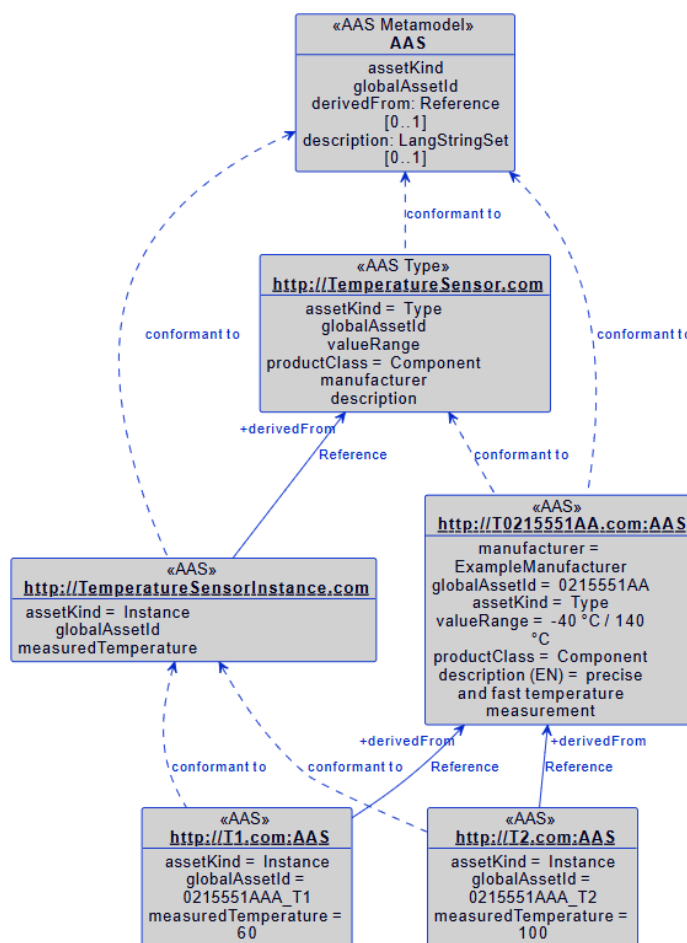 «AAS Metamodel»
AAS
assetKind
globalAssetId
derivedFrom: Reference
[0..1]
description: LangStringSet
[0..1]
conformant to
«AAS Type»
http://TemperatureSensor.com
assetKind = Type
globalAssetId
valueRange
productClass = Component
manufacturer
description
conformant to
conformant to
+derivedFrom
Reference
conformant to
«AAS»
http://T0215551AA.com:AAS
manufacturer =
ExampleManufacturer
globalAssetId = 0215551AA
assetKind = Type
valueRange = -40 °C / 140
°C
productClass = Component
description (EN) = precise
and fast temperature
measurement
«AAS»
http://TemperatureSensorInstance.com
assetKind = Instance
globalAssetId
measuredTemperature
+derivedFrom
Reference
+derivedFrom
Reference
conformant to
conformant to
«AAS»
http://T1.com:AAS
assetKind = Instance
globalAssetId =
0215551AAA_T1
measuredTemperature =
60
«AAS»
http://T2.com:AAS
assetKind = Instance
globalAssetId =
0215551AAA_T2
measuredTemperature =
100